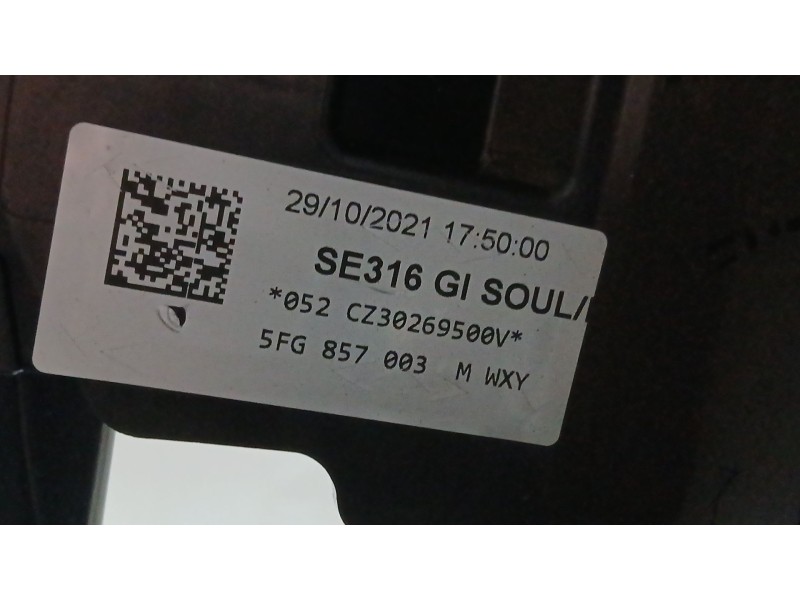 29/10/2021 17:50:00
SE316 GI SOUL/
*052 CZ30269500V*
5FG 857 003 M WXY